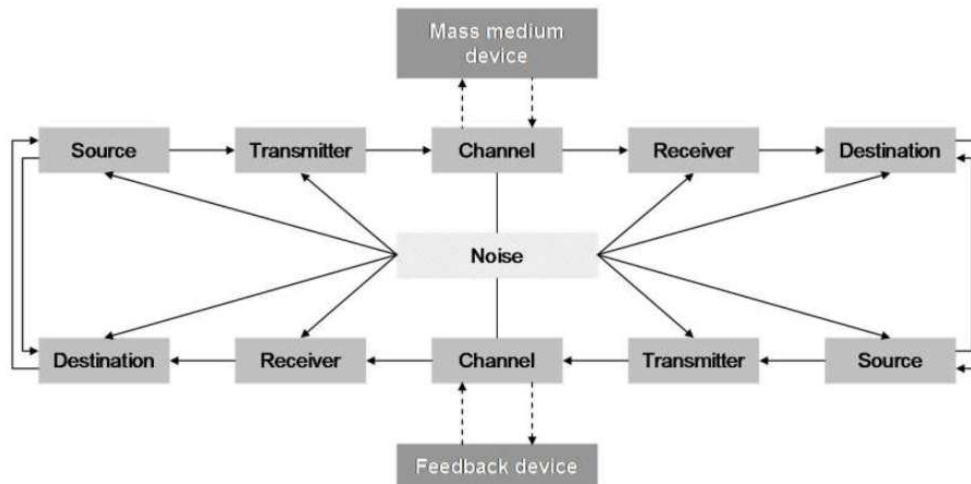 Mass medium
device
Source
Transmitter
Channel
Receiver
Destination
Noise
Destination
Receiver
Channel
Transmitter
Source
Feedback device